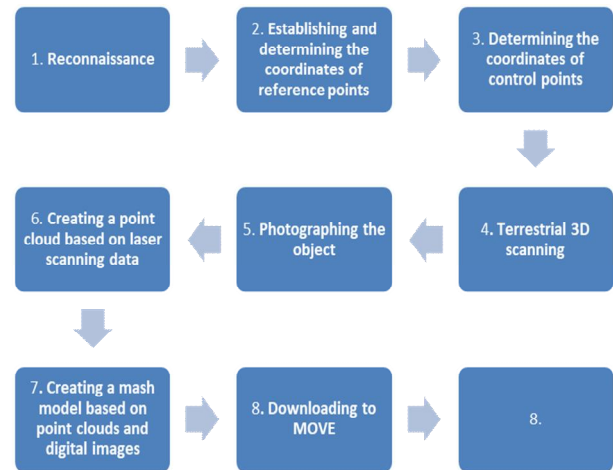 1. Reconnaissance
2. Establishing and
determining the
coordinates of
reference points
3. Determining the
coordinates of
control points
4. Terrestrial 3D
scanning
5. Photographing the
object
6. Creating a point
cloud based on laser
scanning data
7. Creating a mash
model based on
point clouds and
digital images
8. Downloading to
MOVE
8.